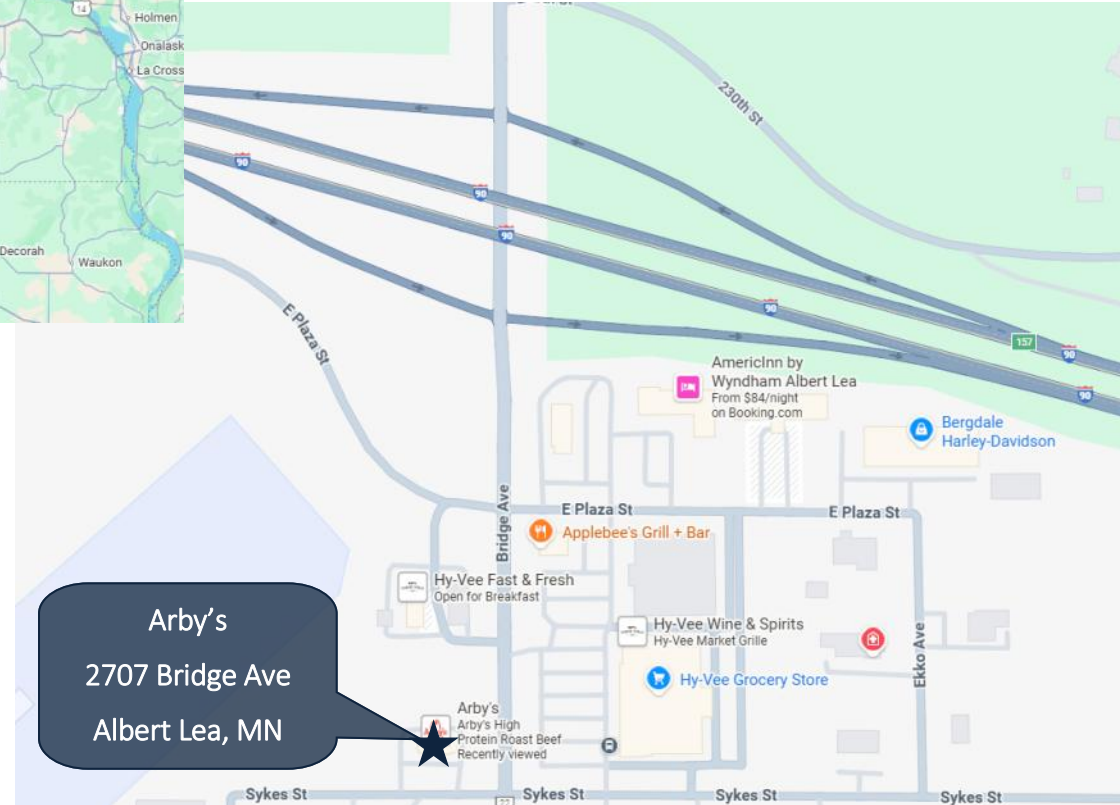 14
Holmen
Onalask
La Cross
Decorah
Waukon
230th St
90
90
90
90
157
90
90
E Plaza St
AmericInn by
Wyndham Albert Lea
From $84/night
on Booking.com
Bergdale
Harley-Davidson
Bridge Ave
E Plaza St
E Plaza St
Applebee's Grill + Bar
Hy-Vee Fast & Fresh
Open for Breakfast
Hy-Vee Wine & Spirits
Hy-Vee Market Grille
Hy-Vee Grocery Store
Ekko Ave
Arby's
2707 Bridge Ave
Albert Lea, MN
Arby's
Arby's High
Protein Roast Beef
Recently viewed
Sykes St
22
Sykes St
Sykes St
Sykes St